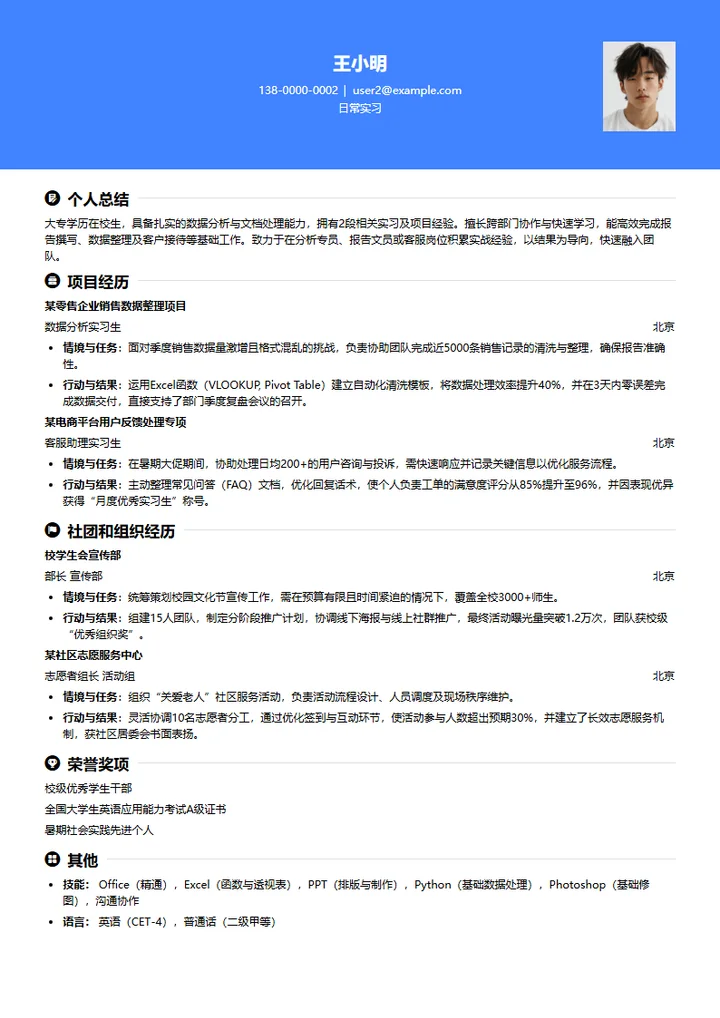 王小明
138-0000-0002 | user2@example.com
日常实习
个人总结
大专学历在校生，具备扎实的数据分析与文档处理能力，拥有2段相关实习及项目经验。擅长跨部门协作与快速学习，能高效完成报
告撰写、数据整理及客户接待等基础工作。致力于在分析专员、报告文员或客服岗位积累实战经验，以结果为导向，快速融入团
队。
项目经历
某零售企业销售数据整理项目
数据分析实习生 北京
• 情境与任务：面对季度销售数据量激增且格式混乱的挑战，负责协助团队完成近5000条销售记录的清洗与整理，确保报告准确
性。
• 行动与结果：运用Excel函数（VLOOKUP, Pivot Table）建立自动化清洗模板，将数据处理效率提升40%，并在3天内零误差完
成数据交付，直接支持了部门季度复盘会议的召开。
某电商平台用户反馈处理专项
客服助理实习生 北京
• 情境与任务：在暑期大促期间，协助处理日均200+的用户咨询与投诉，需快速响应并记录关键信息以优化服务流程。
• 行动与结果：主动整理常见问答（FAQ）文档，优化回复话术，使个人负责工单的满意度评分从85%提升至96%，并因表现优异
获得“月度优秀实习生”称号。
社团和组织经历
校学生会宣传部
部长 宣传部 北京
• 情境与任务：统筹策划校园文化节宣传工作，需在预算有限且时间紧迫的情况下，覆盖全校3000+师生。
• 行动与结果：组建15人团队，制定分阶段推广计划，协调线下海报与线上社群推广，最终活动曝光量突破1.2万次，团队获校级
“优秀组织奖”。
某社区志愿服务中心
志愿者组长 活动组 北京
• 情境与任务：组织“关爱老人”社区服务活动，负责活动流程设计、人员调度及现场秩序维护。
• 行动与结果：灵活协调10名志愿者分工，通过优化签到与互动环节，使活动参与人数超出预期30%，并建立了长效志愿服务机
制，获社区居委会书面表扬。
荣誉奖项
校级优秀学生干部
全国大学生英语应用能力考试A级证书
暑期社会实践先进个人
其他
• 技能： Office（精通）, Excel（函数与透视表）, PPT（排版与制作）, Python（基础数据处理）, Photoshop（基础修
图）, 沟通协作
• 语言： 英语（CET-4）, 普通话（二级甲等）